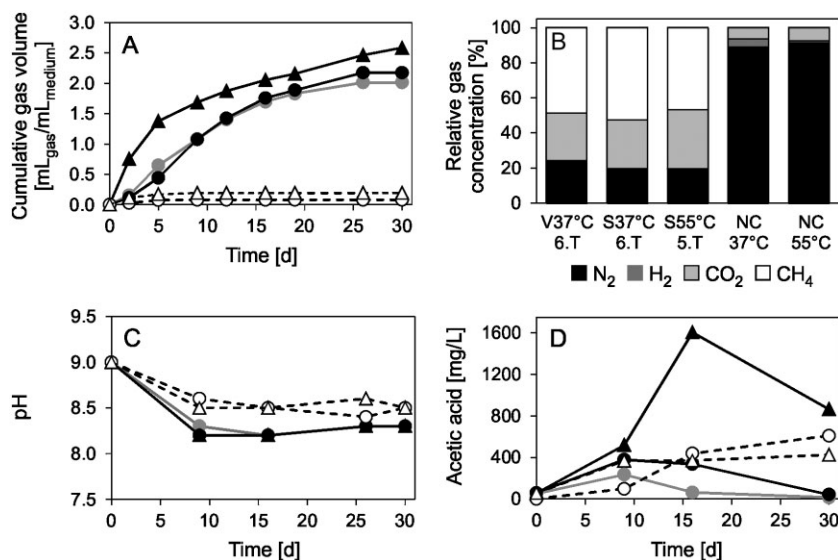 A
Cumulative gas volume
[mL_gas/mL_medium]
3.0
2.5
2.0
1.5
1.0
0.5
0.0
0 5 10 15 20 25 30
Time [d]
B
Relative gas
concentration [%]
100
80
60
40
20
0
V37°C S37°C S55°C NC NC
6.T 6.T 5.T 37°C 55°C
N₂ H₂ CO₂ CH₄
C
pH
9.5
9.0
8.5
8.0
7.5
0 5 10 15 20 25 30
Time [d]
D
Acetic acid [mg/L]
1600
1200
800
400
0
0 5 10 15 20 25 30
Time [d]